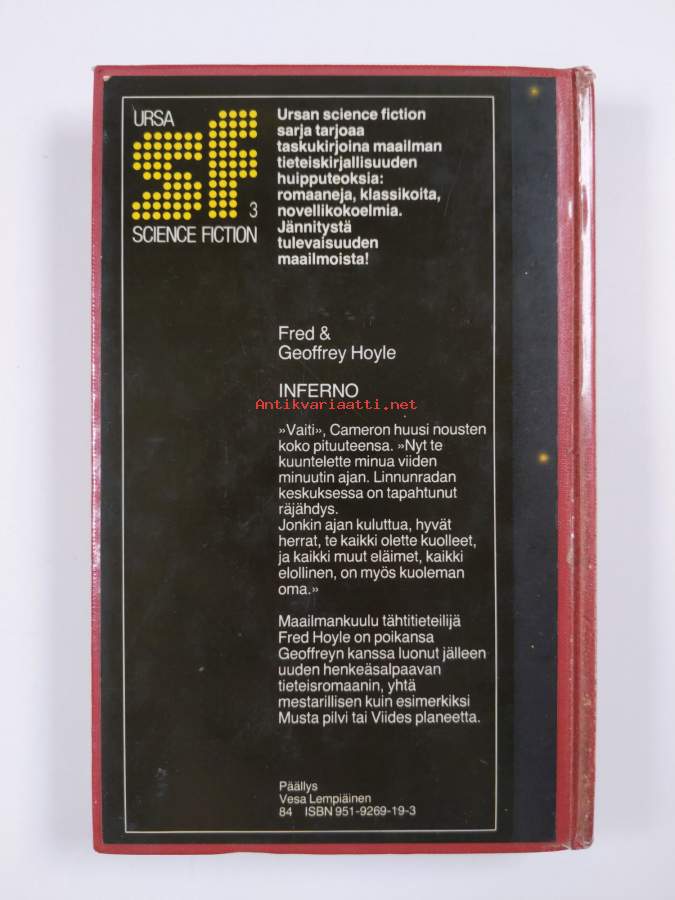 URSA
sf
3
SCIENCE FICTION
Ursan science fiction
sarja tarjoaa
taskukirjoina maailman
tieteiskirjallisuuden
huipputeoksia:
romaaneja, klassikoita,
novellikokoelmia.
Jännitystä
tulevaisuuden
maailmoista!
Fred &
Geoffrey Hoyle
INFERNO
Antikvariaatti.net
»Vaiti», Cameron huusi nousten
koko pituuteensa. »Nyt te
kuuntelette minua viiden
minuutin ajan. Linnunradan
keskuksessa on tapahtunut
räjähdys.
Jonkin ajan kuluttua, hyvät
herrat, te kaikki olette kuolleet,
ja kaikki muut eläimet, kaikki
elollinen, on myös kuoleman
oma.»
Maailmankuulu tähtitieteilijä
Fred Hoyle on poikansa
Geoffreyn kanssa luonut jälleen
uuden henkeäsalpaavan
tieteisromaanin, yhtä
mestarillisen kuin esimerkiksi
Musta pilvi tai Viides planeetta.
Päällys
Vesa Lempiäinen
84 ISBN 951-9269-19-3